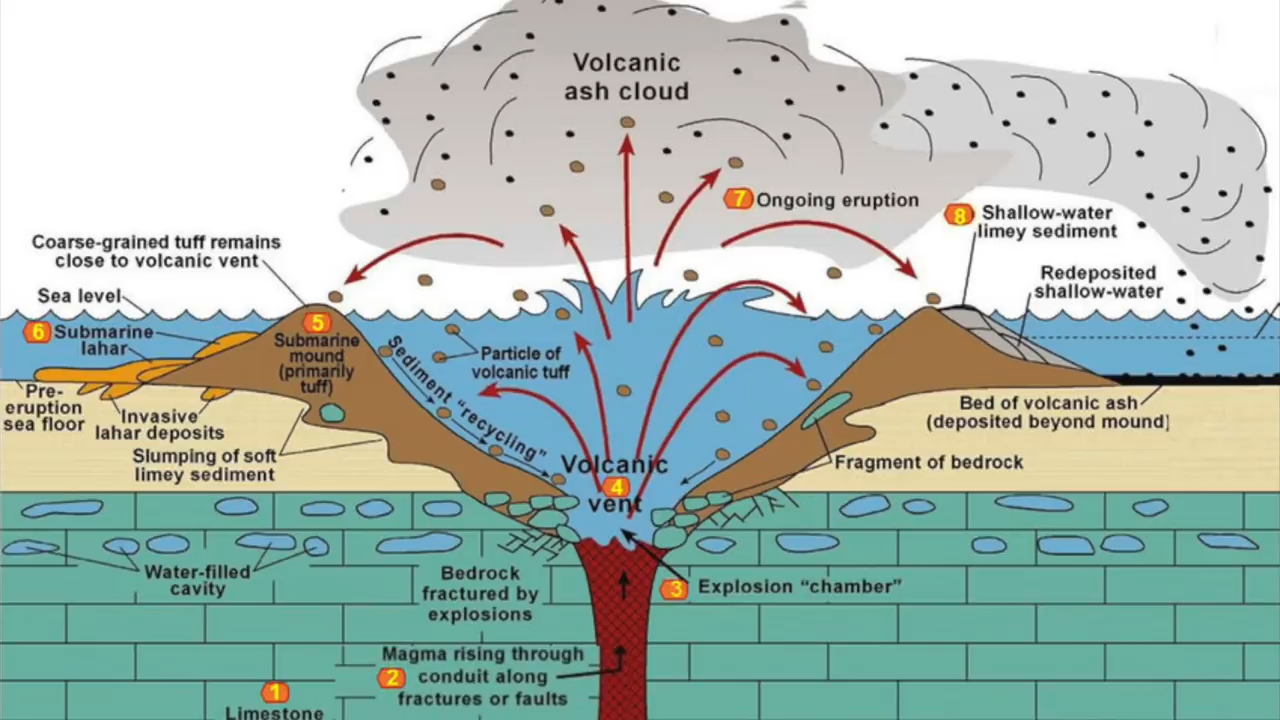 Volcanic
ash cloud
7 Ongoing eruption
8 Shallow-water
limey sediment
Coarse-grained tuff remains
close to volcanic vent
Redeposited
shallow-water
Sea level
6 Submarine
lahar
5
Submarine
mound
(primarily
tuff)
Particle of
volcanic tuff
Sediment "recycling"
Pre-
eruption
sea floor
Invasive
lahar deposits
Slumping of soft
limey sediment
Bed of volcanic ash
(deposited beyond mound)
Volcanic
4
vent
Fragment of bedrock
Water-filled
cavity
Bedrock
fractured by
explosions
3 Explosion "chamber"
Magma rising through
2 conduit along
fractures or faults
1
Limestone